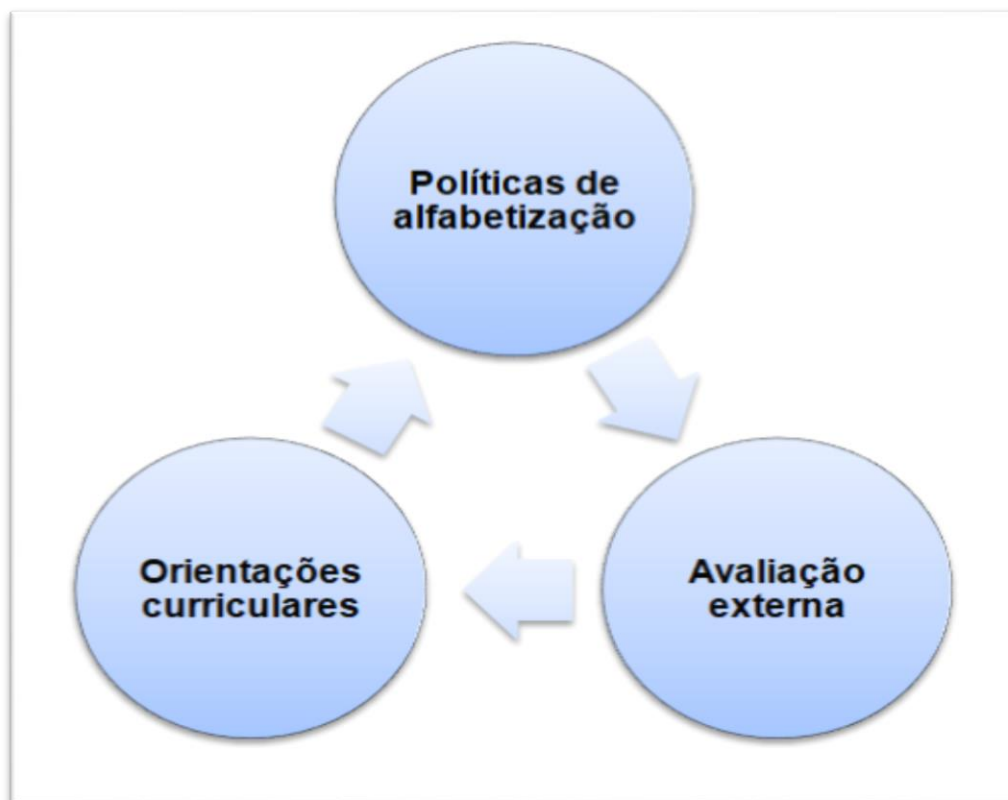 Políticas de
alfabetização
Orientações
curriculares
Avaliação
externa